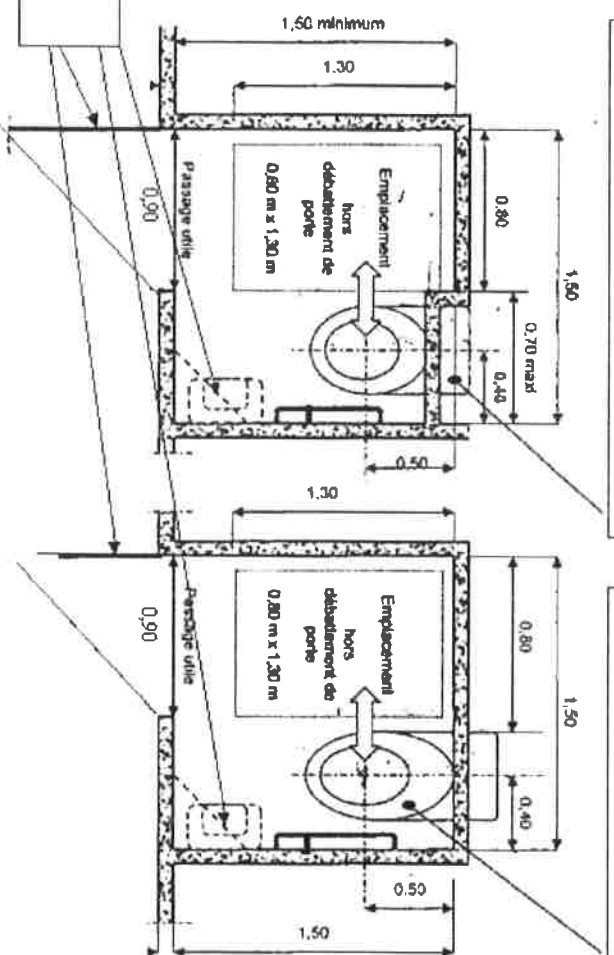 1,50 minimum
1,30
0,80
1,50
0,70 maxi
0,40
0,50
Emplacement
hors
débattement de
porte
0,80 m x 1,30 m
Passage utile
0,90
1,30
0,80
1,50
0,40
0,50
1,50
Emplacement
hors
débattement de
porte
0,80 m x 1,30 m
Passage utile
0,90